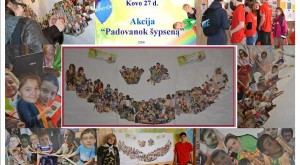 Kovo 27 d.
Akcija
“Padovanok šypseną”